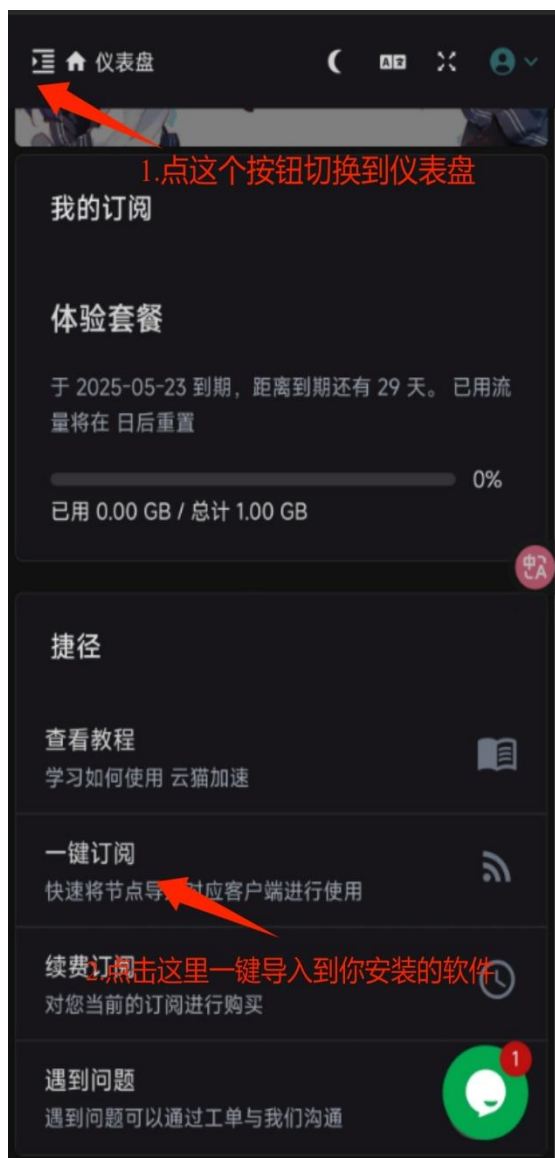 仪表盘
1.点这个按钮切换到仪表盘
我的订阅
体验套餐
于 2025-05-23 到期，距离到期还有 29 天。 已用流
量将在 日后重置
0%
已用 0.00 GB / 总计 1.00 GB
中A
捷径
查看教程
学习如何使用 云猫加速
一键订阅
快速将节点导 对应客户端进行使用
2.点击这里一键导入到你安装的软件
续费订阅
对您当前的订阅进行购买
1
遇到问题
遇到问题可以通过工单与我们沟通